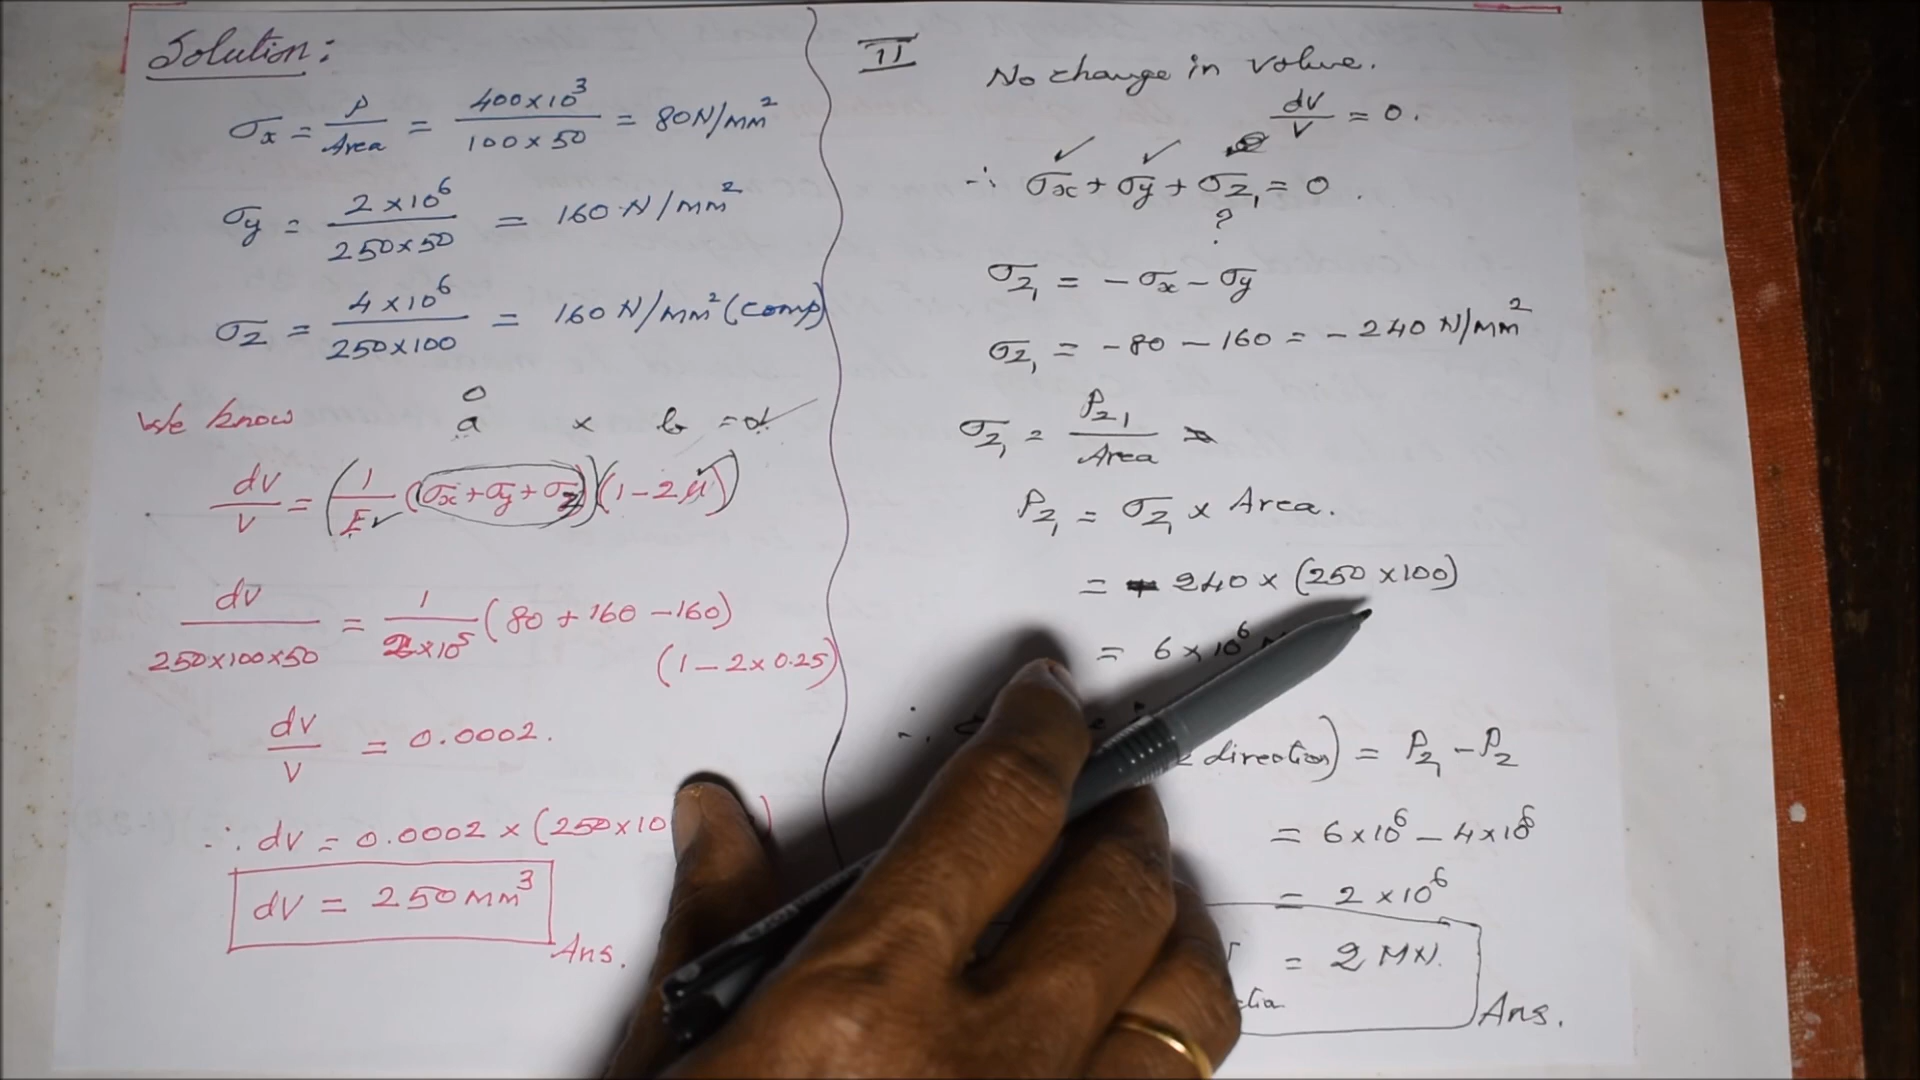 Solution:
σx = P/Area = 400×10³/100×50 = 80N/mm²
σy = 2×10⁶/250×50 = 160 N/mm²
σz = 4×10⁶/250×100 = 160 N/mm² (comp)
We know
0
a × b = 0
dv/v = (1/E (σx+σy+σz)) (1-2μ)
dv/250×100×50 = 1/2×10⁵ (80+160-160)
(1-2×0.25)
dv/v = 0.0002.
∴ dv = 0.0002 × (250×10
dv = 250mm³
Ans.
II
No change in volume.
dv/v = 0.
∴ σx + σy + σz₁ = 0.
?
σz₁ = -σx - σy
σz₁ = -80 - 160 = -240 N/mm²
σz₁ = Pz₁/Area
Pz₁ = σz₁ × Area.
= 240 × (250×100)
= 6×10⁶
∴
direction) = Pz₁ - Pz
= 6×10⁶ - 4×10⁶
= 2×10⁶
= 2 MN.
Ans.